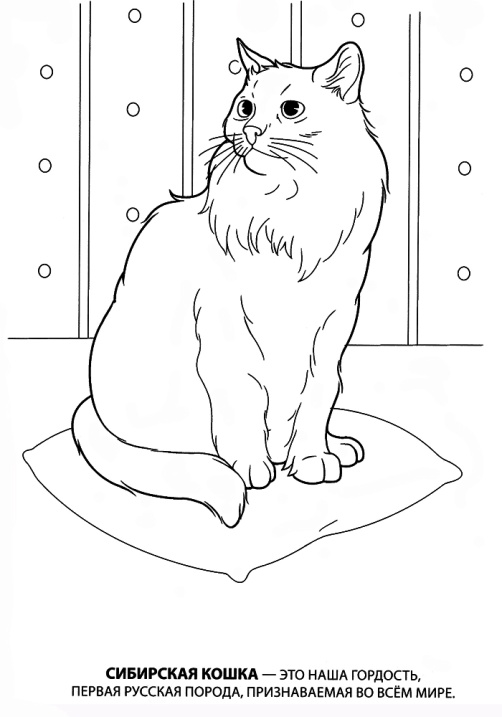 СИБИРСКАЯ КОШКА — ЭТО НАША ГОРДОСТЬ,
ПЕРВАЯ РУССКАЯ ПОРОДА, ПРИЗНАВАЕМАЯ ВО ВСЁМ МИРЕ.